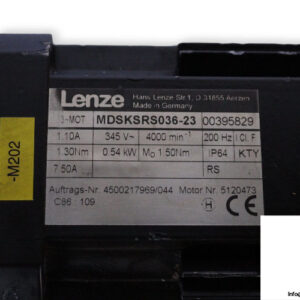 Lenze Hans-Lenze Str.1, D 31855 Aerzen
Made in Germany
3~MOT MDSKSRS036-23 00395829
1.10A 345 V~ 4000 min⁻¹ 200 Hz I.Cl. F
1.30Nm 0.54 kW M₀ 1.50Nm IP64 KTY
7.50A RS
Auftrags-Nr. 4500217969/044 Motor Nr. 5120473
C86 : 109 CE
-M202